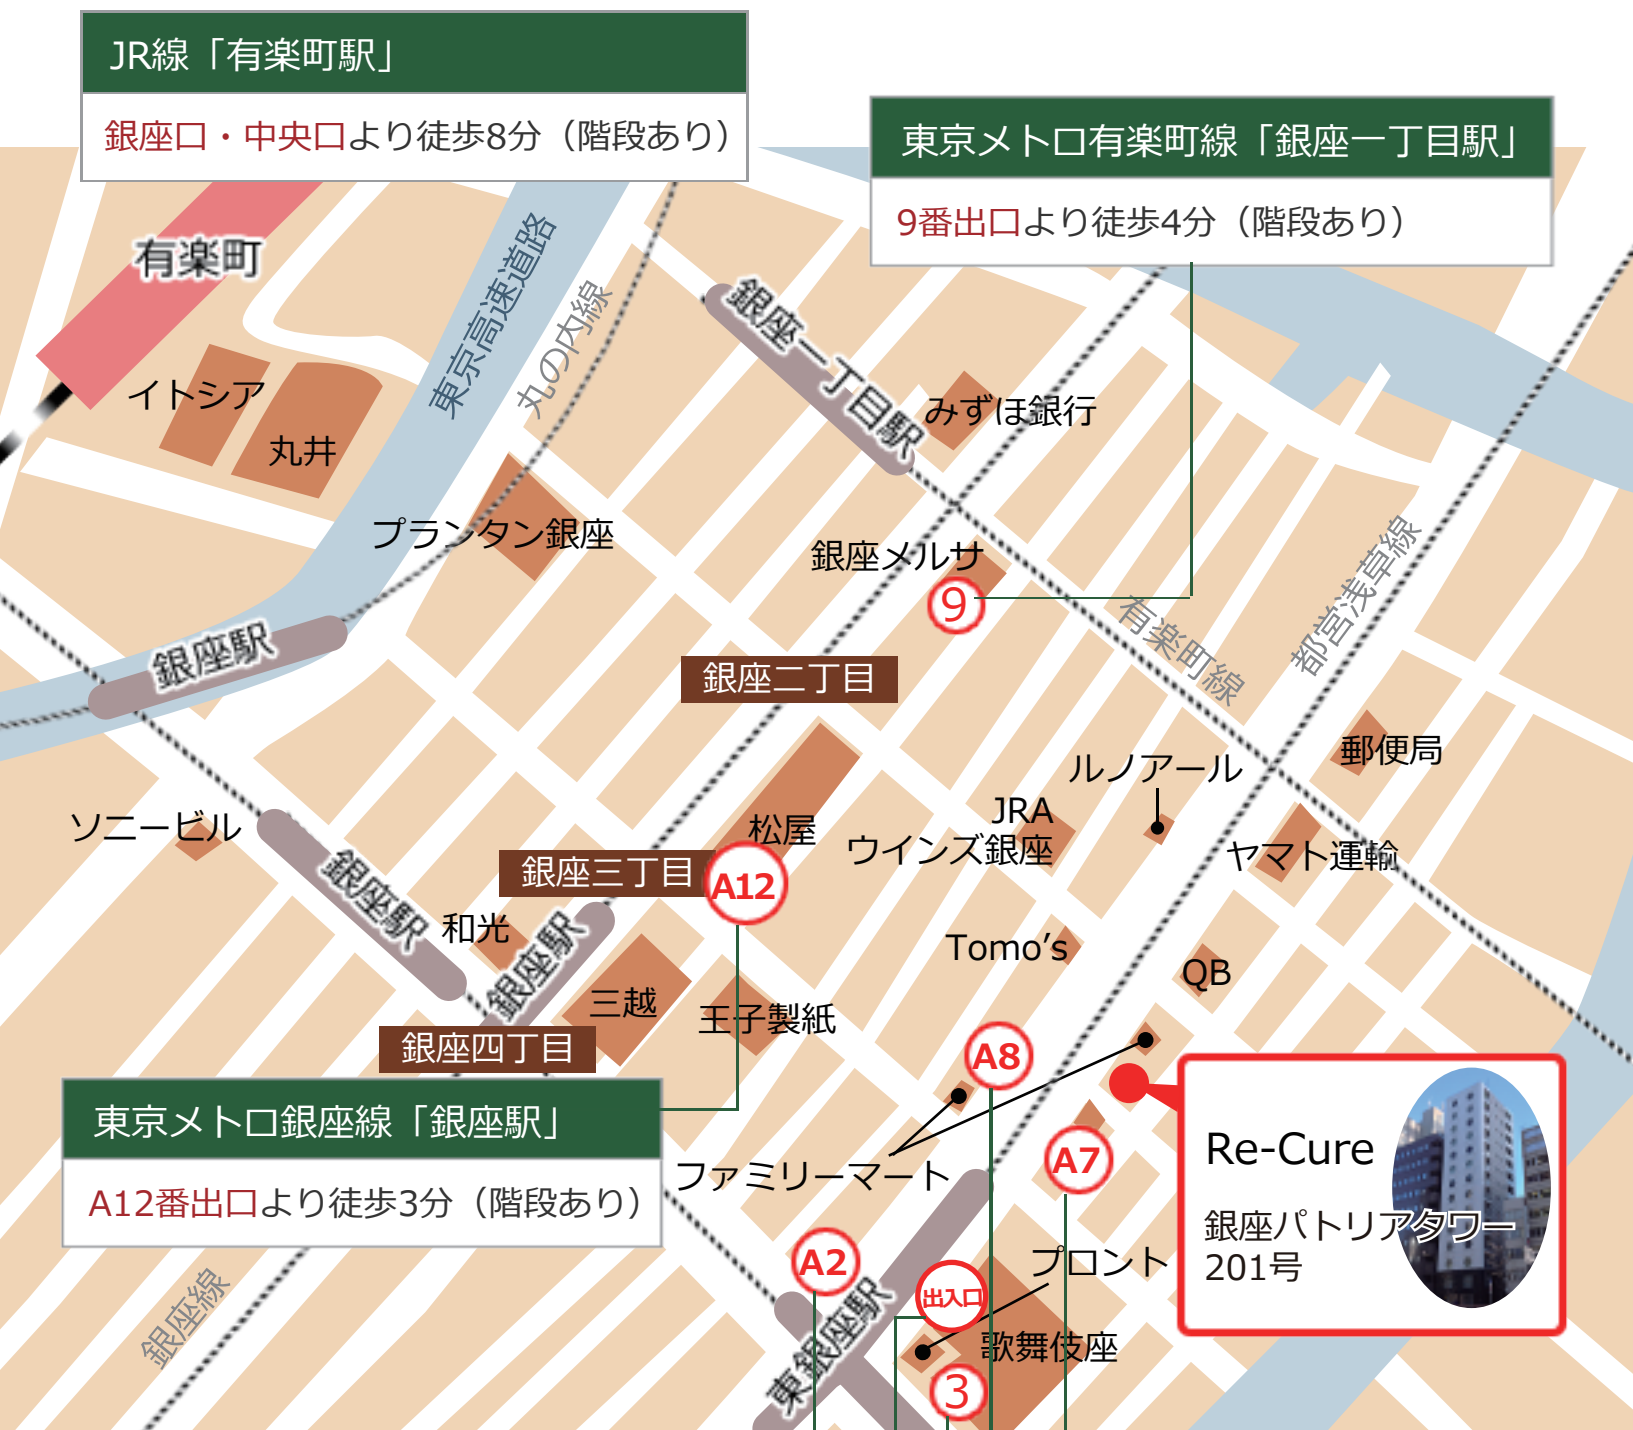 JR線「有楽町駅」
銀座口・中央口より徒歩8分（階段あり）
東京メトロ有楽町線「銀座一丁目駅」
9番出口より徒歩4分（階段あり）
有楽町
東京高速道路
丸の内線
銀座一丁目駅
イトシア
丸井
みずほ銀行
プランタン銀座
銀座メルサ
9
有楽町線
都営浅草線
銀座駅
銀座二丁目
郵便局
ルノアール
JRA
ウインズ銀座
ソニービル
松屋
ヤマト運輸
銀座三丁目
A12
銀座駅
和光
銀座駅
Tomo's
QB
三越
王子製紙
銀座四丁目
A8
東京メトロ銀座線「銀座駅」
A12番出口より徒歩3分（階段あり）
ファミリーマート
A7
Re-Cure
銀座パトリアタワー
201号
A2
プロント
出入口
銀座線
東銀座駅
歌舞伎座
3